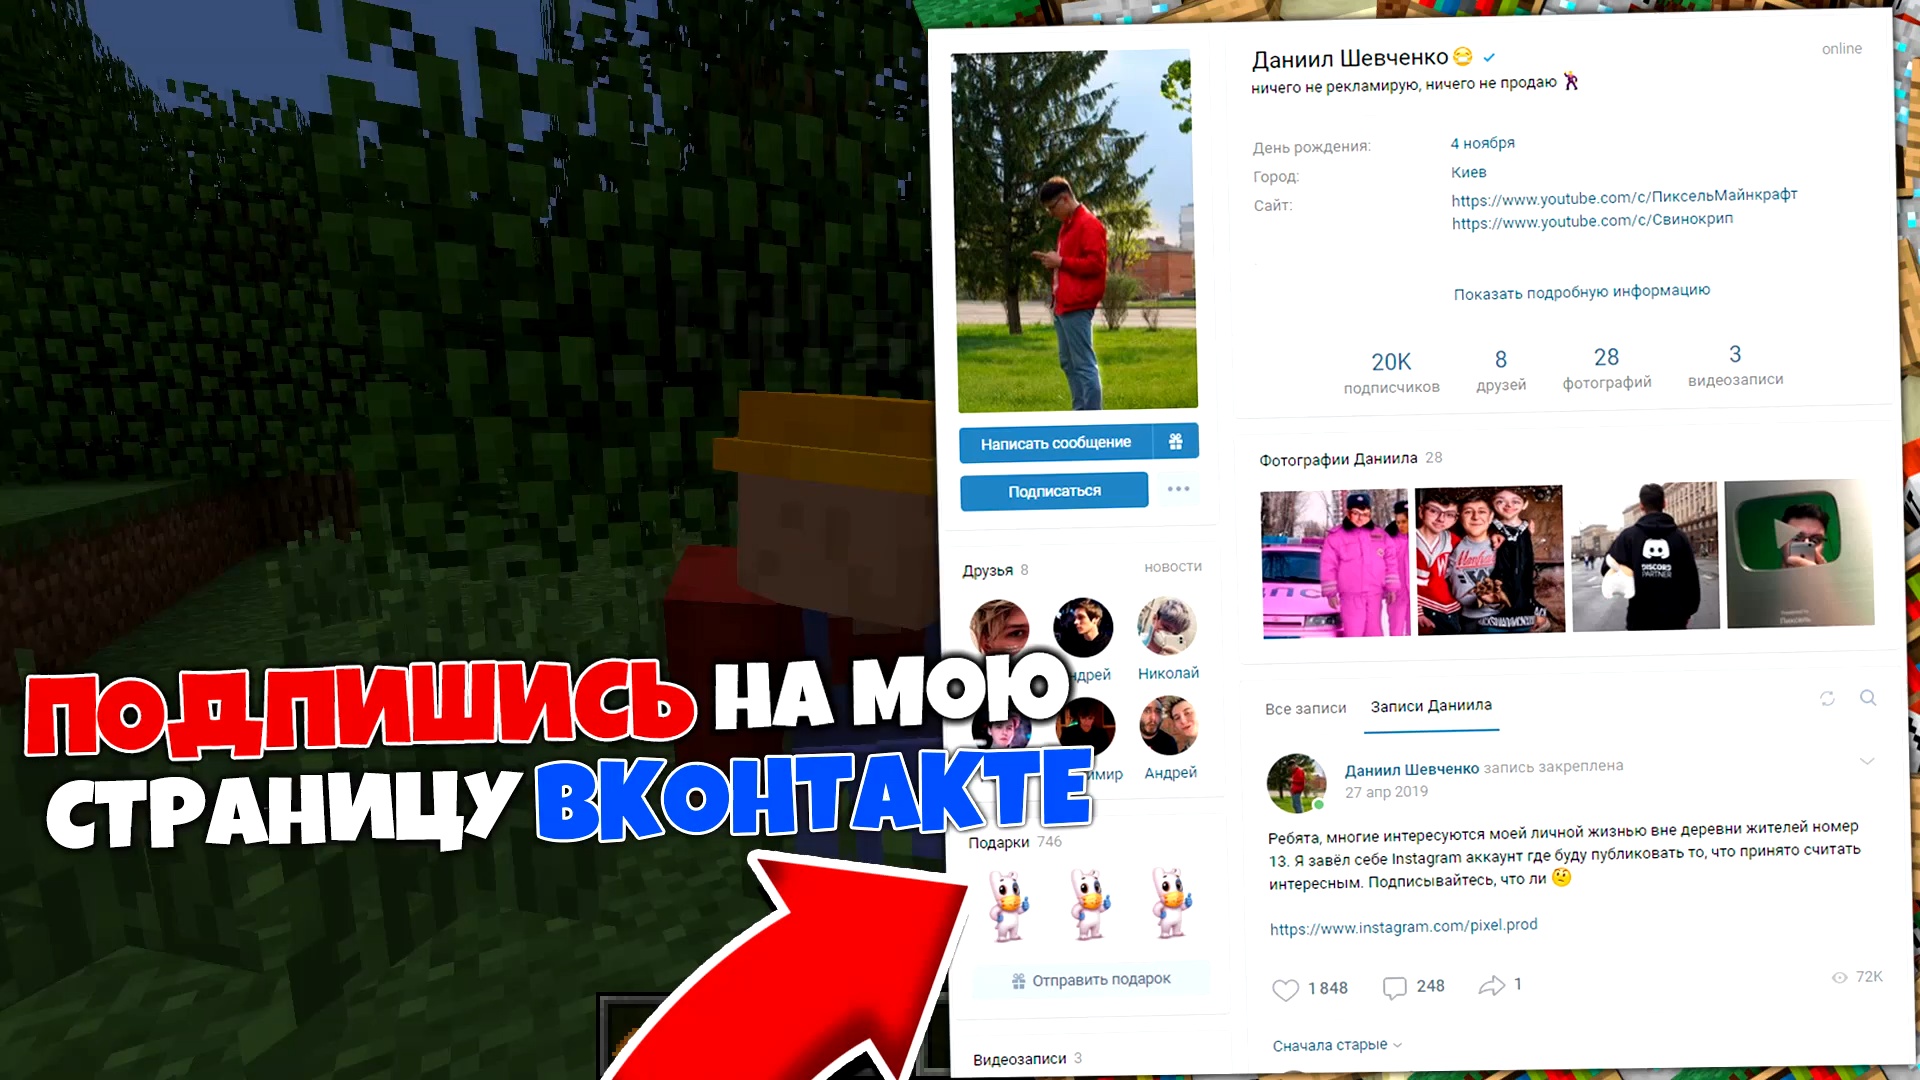 ПОДПИШИСЬ НА МОЮ
СТРАНИЦУ ВКОНТАКТЕ
Даниил Шевченко
online
ничего не рекламирую, ничего не продаю
День рождения: 4 ноября
Город: Киев
Сайт: https://www.youtube.com/c/ПиксельМайнкрафт
https://www.youtube.com/c/Свинокрип
Показать подробную информацию
20K 8 28 3
подписчиков друзей фотографий видеозаписи
Написать сообщение
Подписаться
Друзья 8 новости
Николай
Андрей
Подарки 746
Отправить подарок
Видеозаписи 3
Фотографии Даниила 28
DISCORD
PARTNER
Пиксель
Все записи Записи Даниила
Даниил Шевченко запись закреплена
27 апр 2019
Ребята, многие интересуются моей личной жизнью вне деревни жителей номер
13. Я завёл себе Instagram аккаунт где буду публиковать то, что принято считать
интересным. Подписывайтесь, что ли
https://www.instagram.com/pixel.prod
1 848 248 1 72K
Сначала старые